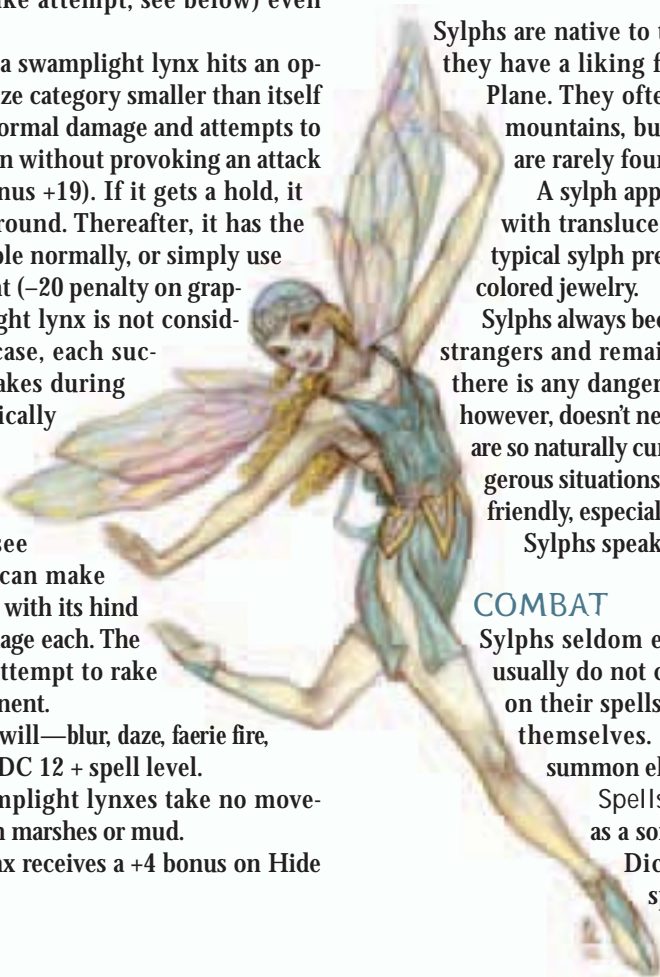 ake attempt, see below) even
a swamplight lynx hits an op-
ze category smaller than itself
ormal damage and attempts to
n without provoking an attack
nus +19). If it gets a hold, it
round. Thereafter, it has the
ple normally, or simply use
t (–20 penalty on grap-
ght lynx is not consid-
case, each suc-
akes during
ically
see
can make
with its hind
age each. The
ttempt to rake
nent.
will—blur, daze, faerie fire,
DC 12 + spell level.
mplight lynxes take no move-
n marshes or mud.
nx receives a +4 bonus on Hide
Sylphs are native to t
they have a liking f
Plane. They ofte
mountains, bu
are rarely four
A sylph app
with transluce
typical sylph pre
colored jewelry.
Sylphs always bec
strangers and remai
there is any danger
however, doesn't ne
are so naturally cur
gerous situations
friendly, especial
Sylphs speak
COMBAT
Sylphs seldom e
usually do not c
on their spells
themselves.
summon el
Spells
as a so
Dic
sp